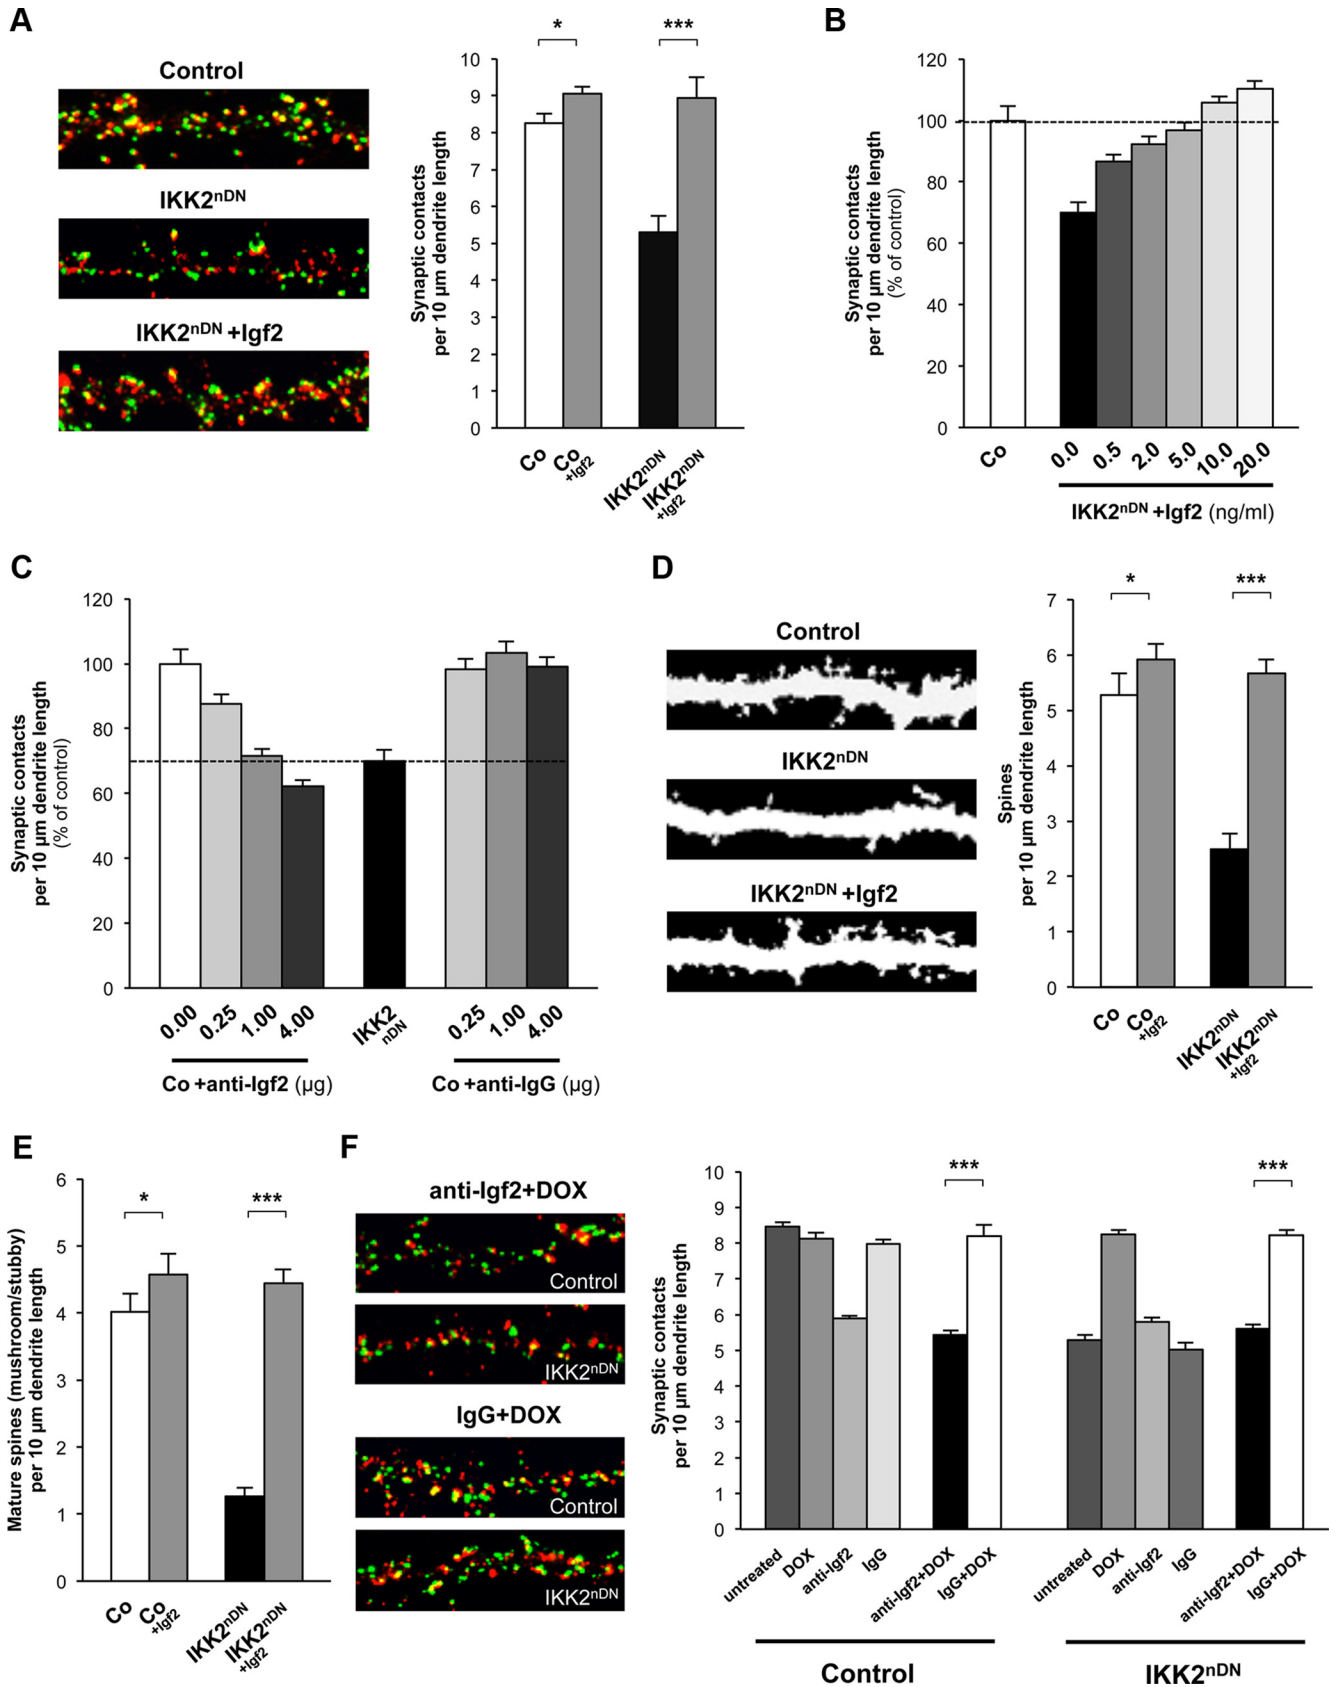 A
Control
IKK2nDN
IKK2nDN +Igf2
Synaptic contacts
per 10 µm dendrite length
10
9
8
7
6
5
4
3
2
1
0
*
***
Co
Co
+Igf2
IKK2nDN
IKK2nDN
+Igf2
B
Synaptic contacts
per 10 µm dendrite length
(% of control)
120
100
80
60
40
20
0
Co
0.0
0.5
2.0
5.0
10.0
20.0
IKK2nDN +Igf2 (ng/ml)
C
Synaptic contacts
per 10 µm dendrite length
(% of control)
120
100
80
60
40
20
0
0.00
0.25
1.00
4.00
IKK2
nDN
0.25
1.00
4.00
Co +anti-Igf2 (µg)
Co +anti-IgG (µg)
D
Control
IKK2nDN
IKK2nDN +Igf2
Spines
per 10 µm dendrite length
7
6
5
3
2
1
0
*
***
Co
Co
+Igf2
IKK2nDN
IKK2nDN
+Igf2
E
Mature spines (mushroom/stubby)
per 10 µm dendrite length
6
5
4
3
2
1
0
*
***
Co
Co
+Igf2
IKK2nDN
IKK2nDN
+Igf2
F
anti-Igf2+DOX
Control
IKK2nDN
IgG+DOX
Control
IKK2nDN
Synaptic contacts
per 10 µm dendrite length
10
9
8
7
6
5
4
3
2
1
0
***
***
untreated
DOX
anti-Igf2
IgG
anti-Igf2+DOX
IgG+DOX
untreated
DOX
anti-Igf2
IgG
anti-Igf2+DOX
IgG+DOX
Control
IKK2nDN